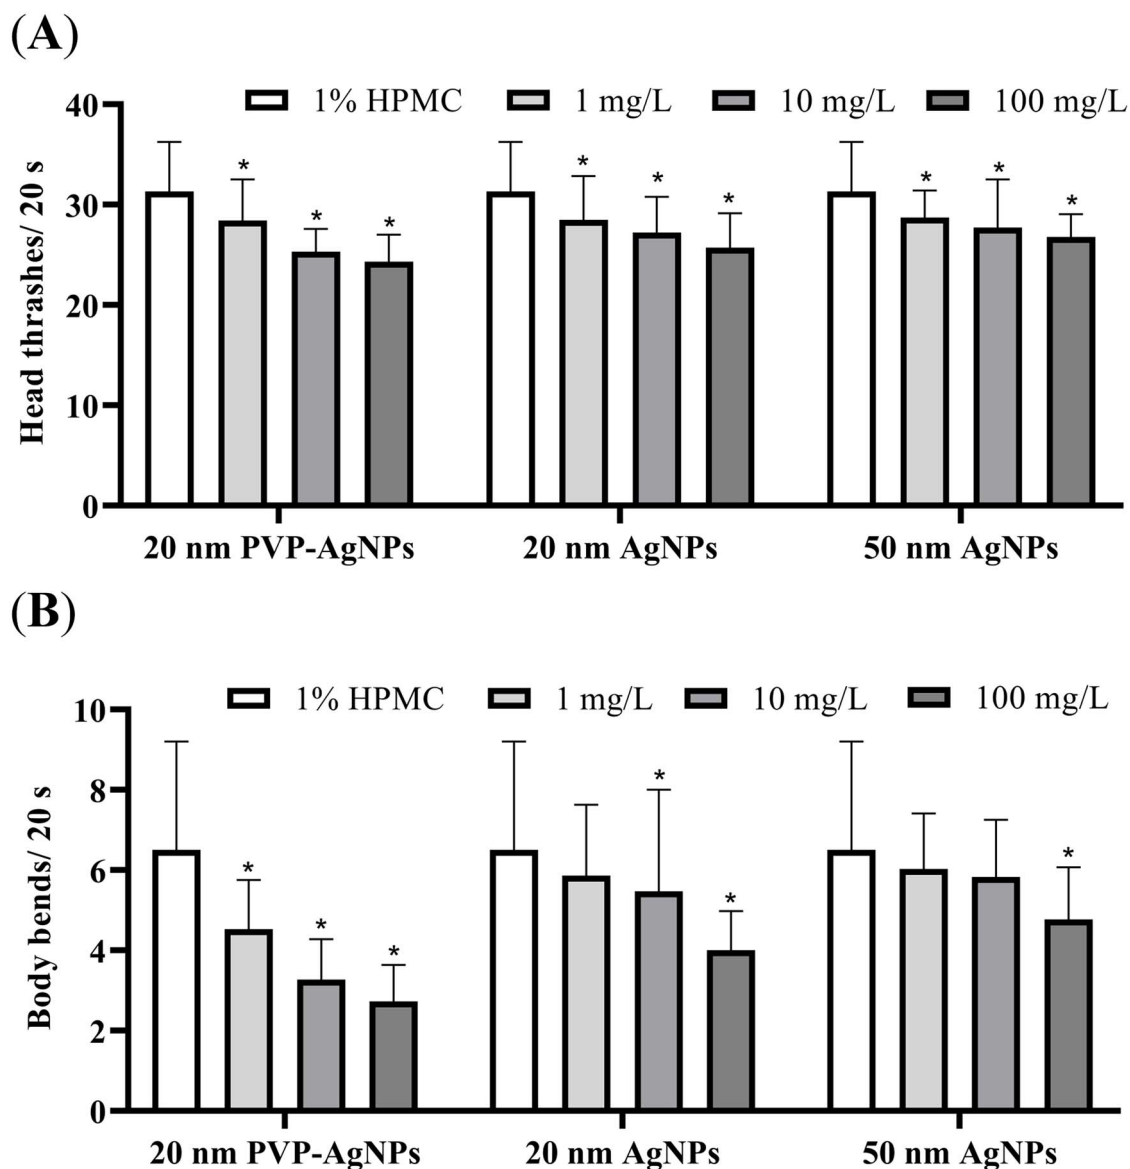 (A)
1% HPMC 1 mg/L 10 mg/L 100 mg/L
40
30
20
10
0
Head thrashes/ 20 s
* * * * * * * * *
20 nm PVP-AgNPs 20 nm AgNPs 50 nm AgNPs
(B)
1% HPMC 1 mg/L 10 mg/L 100 mg/L
10
8
6
4
2
0
Body bends/ 20 s
* * * * * *
20 nm PVP-AgNPs 20 nm AgNPs 50 nm AgNPs